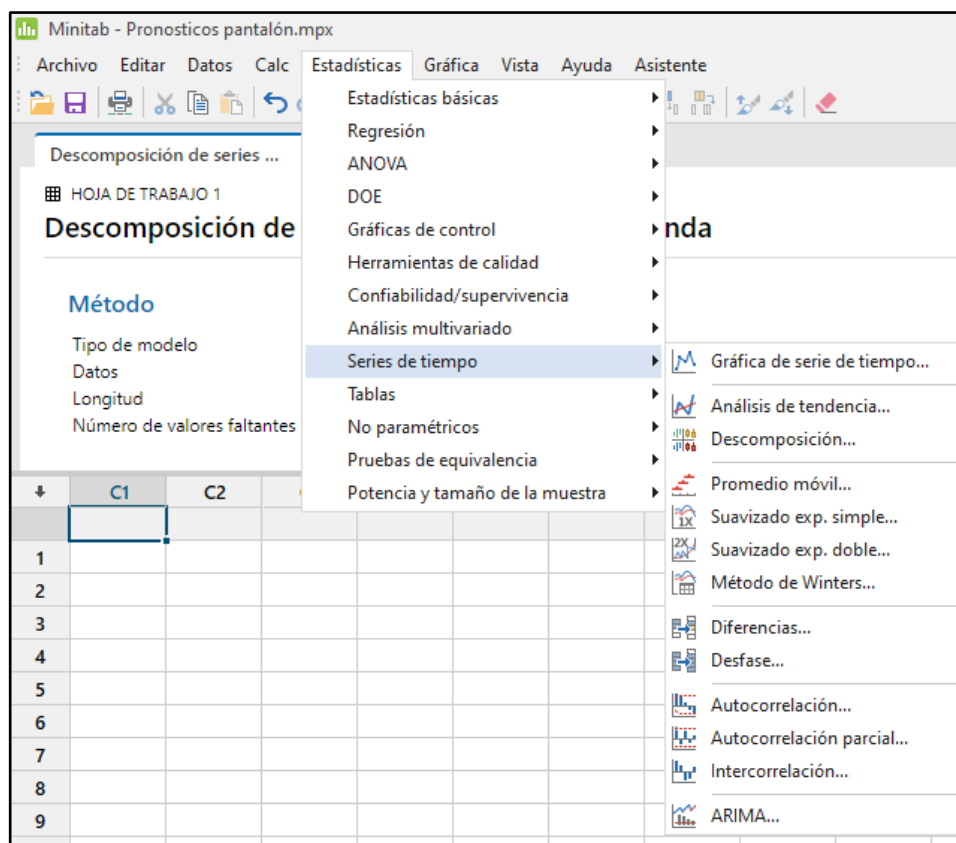 Minitab - Pronosticos pantalón.mpx
Archivo Editar Datos Calc Estadísticas Gráfica Vista Ayuda Asistente
Descomposición de series ...
HOJA DE TRABAJO 1
Descomposición de nda
Método
Tipo de modelo
Datos
Longitud
Número de valores faltantes
Estadísticas básicas
Regresión
ANOVA
DOE
Gráficas de control
Herramientas de calidad
Confiabilidad/supervivencia
Análisis multivariado
Series de tiempo
Tablas
No paramétricos
Pruebas de equivalencia
Potencia y tamaño de la muestra
Gráfica de serie de tiempo...
Análisis de tendencia...
Descomposición...
Promedio móvil...
1X Suavizado exp. simple...
2X Suavizado exp. doble...
Método de Winters...
Diferencias...
Desfase...
Autocorrelación...
Autocorrelación parcial...
Intercorrelación...
ARIMA...
C1 C2
1
2
3
4
5
6
7
8
9